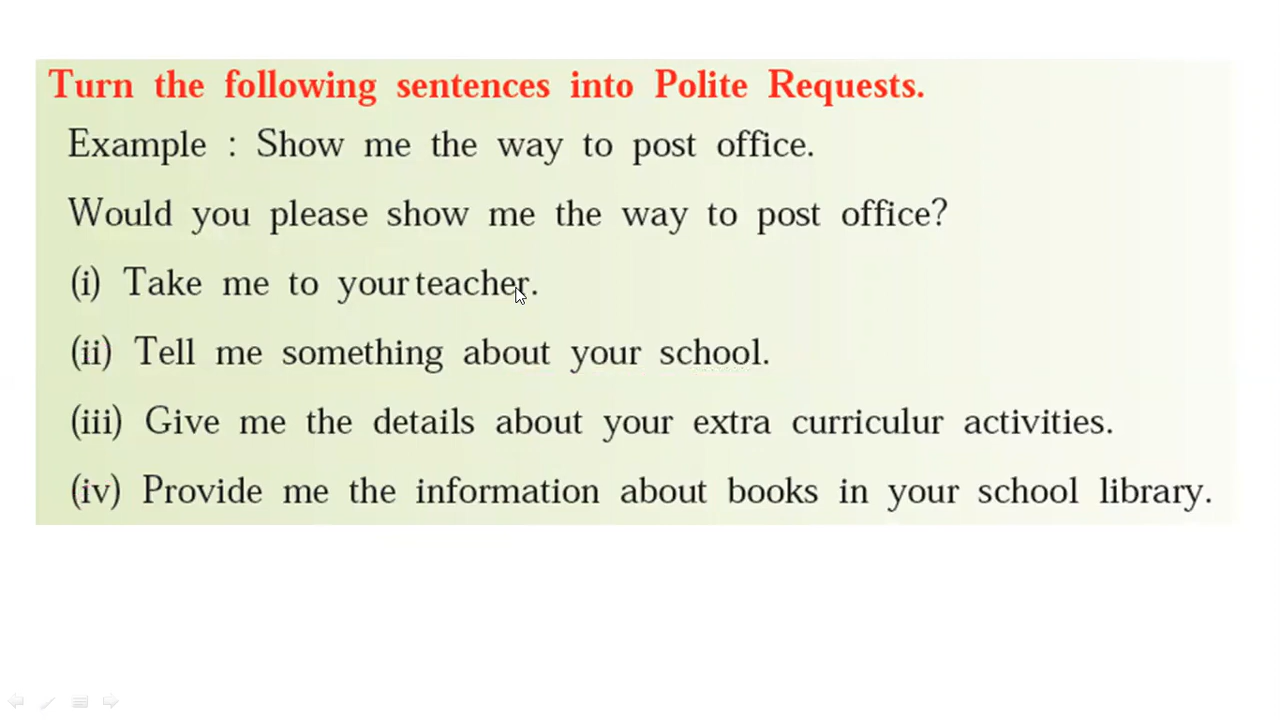 Turn the following sentences into Polite Requests.
Example : Show me the way to post office.
Would you please show me the way to post office?
(i) Take me to your teacher.
(ii) Tell me something about your school.
(iii) Give me the details about your extra curriculur activities.
(iv) Provide me the information about books in your school library.